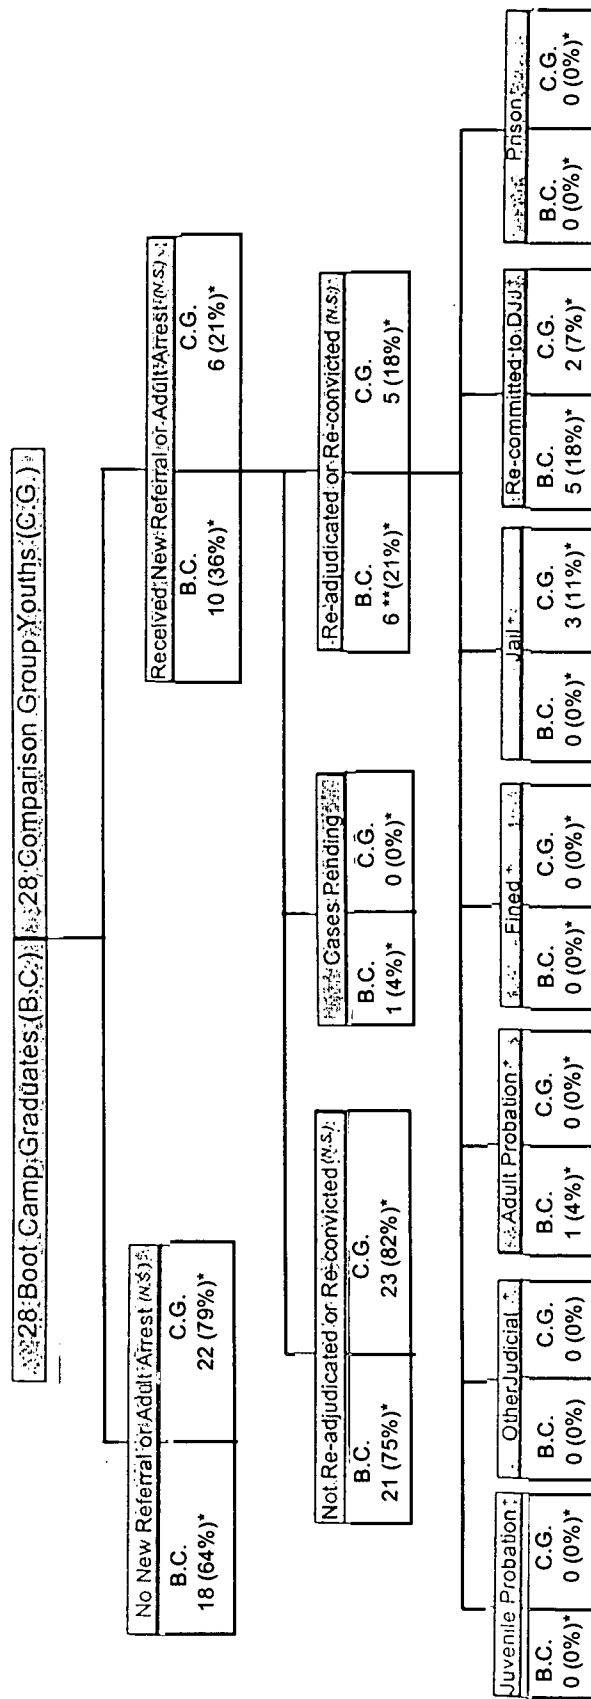 28 Boot Camp Graduates (B.C.) 28 Comparison Group Youths (C.G.)
No New Referral or Adult Arrest (N.S.)
B.C. C.G.
18 (64%)* 22 (79%)*
Received New Referral or Adult Arrest (N.S.)
B.C. C.G.
10 (36%)* 6 (21%)*
Not Re-adjudicated or Re-convicted (N.S.)
B.C. C.G.
21 (75%)* 23 (82%)*
Cases Pending
B.C. C.G.
1 (4%)* 0 (0%)*
Re-adjudicated or Re-convicted (N.S.)
B.C. C.G.
6 **(21%)* 5 (18%)*
Juvenile Probation
B.C. C.G.
0 (0%)* 0 (0%)*
Other Judicial
B.C. C.G.
0 (0%) 0 (0%)
Adult Probation
B.C. C.G.
1 (4%)* 0 (0%)*
Fined
B.C. C.G.
0 (0%)* 0 (0%)*
Jail
B.C. C.G.
0 (0%)* 3 (11%)*
Re-committed to DJJ
B.C. C.G.
5 (18%)* 2 (7%)*
Prison
B.C. C.G.
0 (0%)* 0 (0%)*